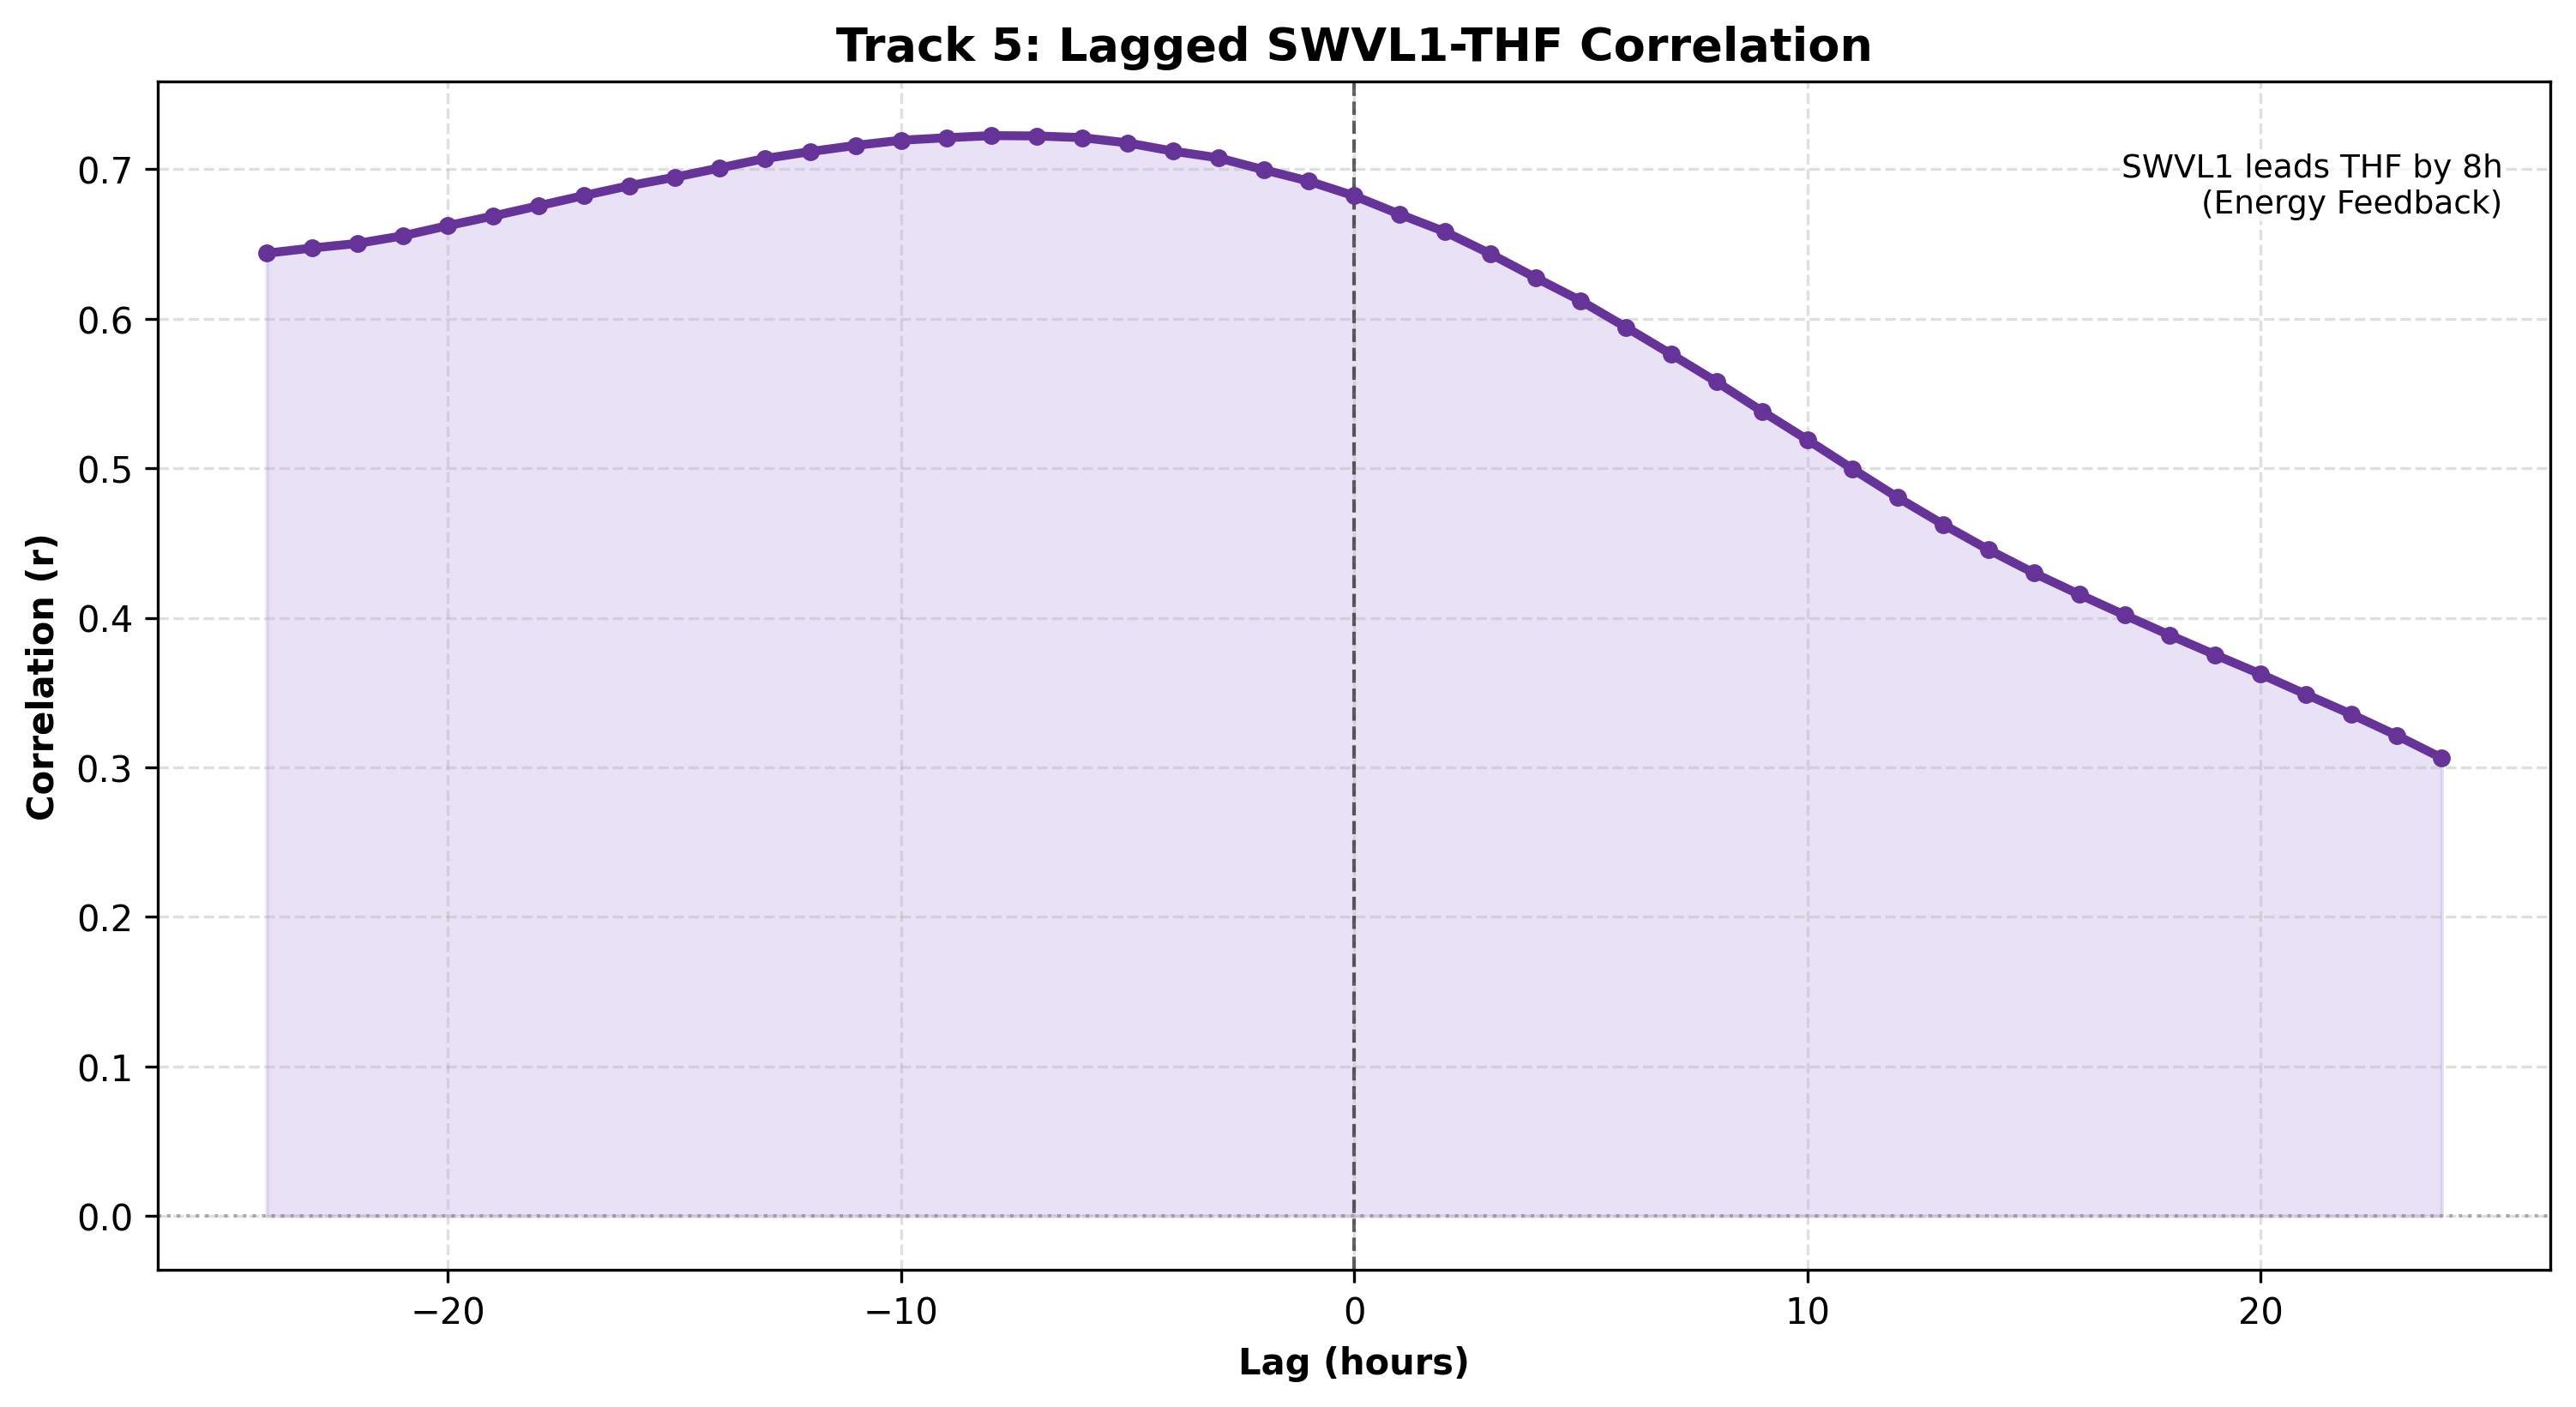 Track 5: Lagged SWVL1-THF Correlation
SWVL1 leads THF by 8h
(Energy Feedback)
Correlation (r)
0.7
0.6
0.5
0.4
0.3
0.2
0.1
0.0
−20 −10 0 10 20
Lag (hours)